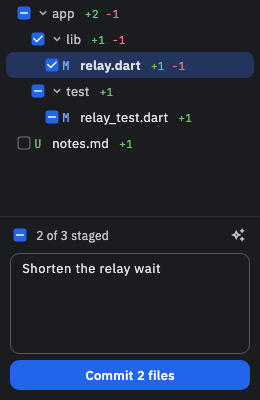 app +2 -1
lib +1 -1
M relay.dart +1 -1
test +1
M relay_test.dart +1
U notes.md +1
2 of 3 staged
Shorten the relay wait
Commit 2 files